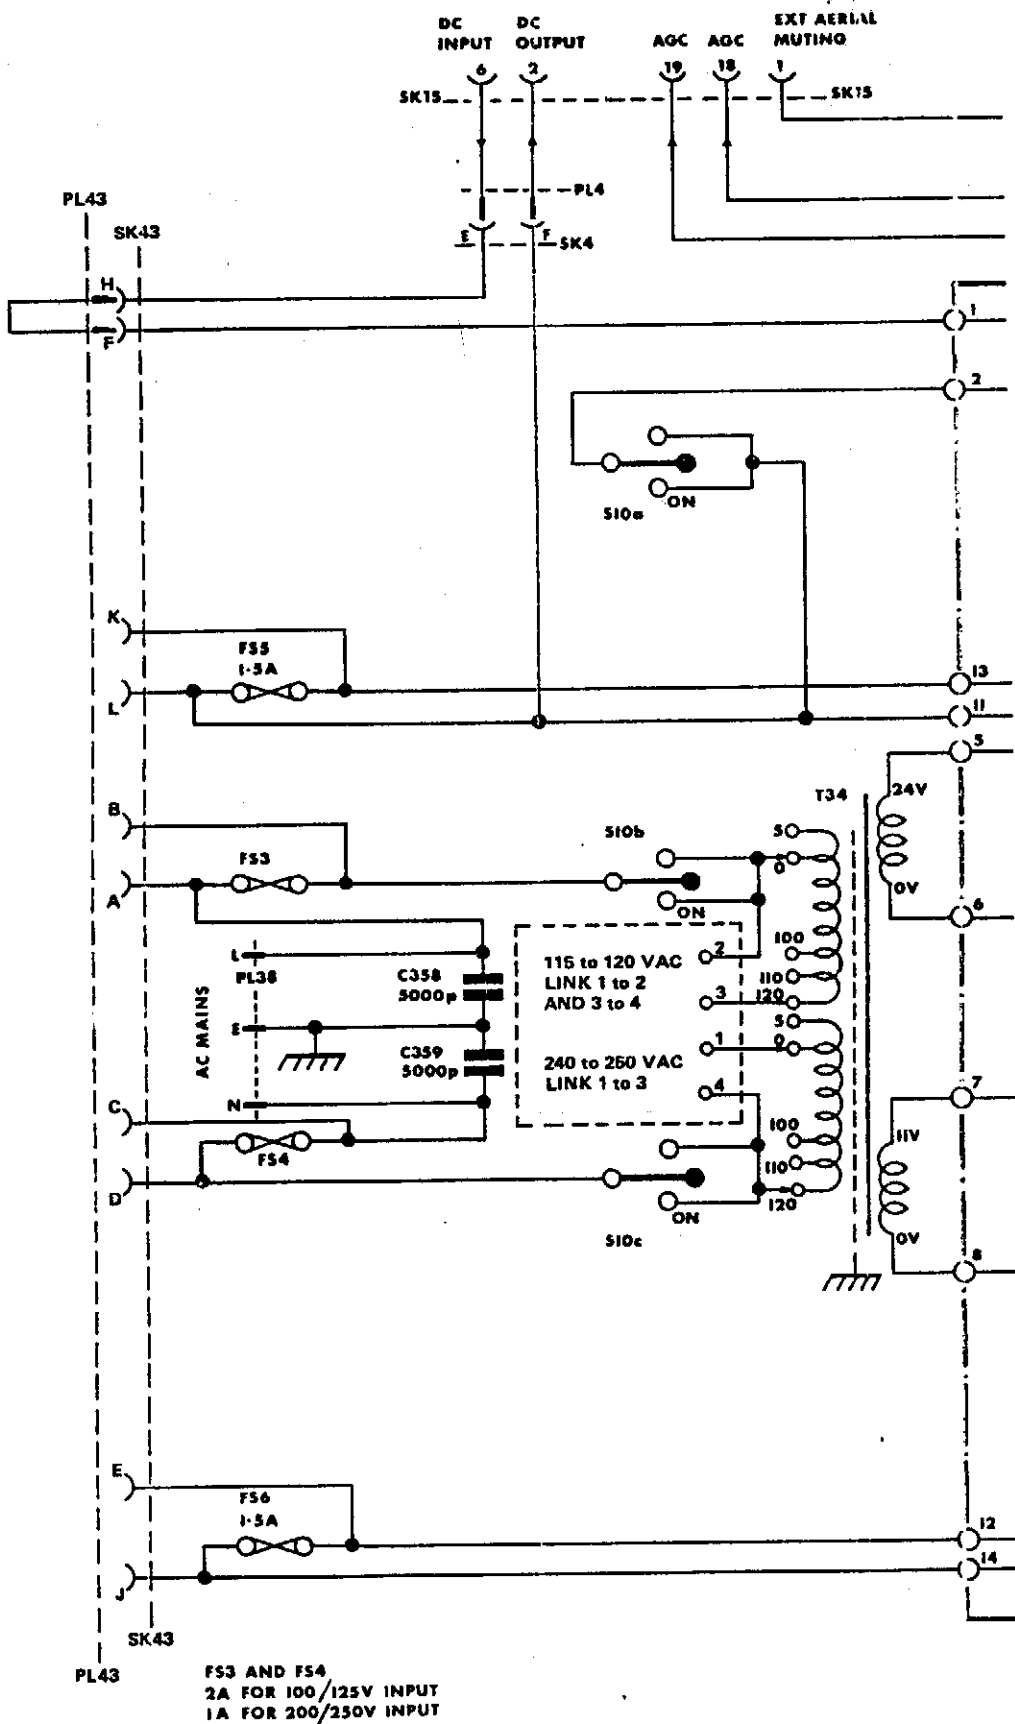 DC INPUT
DC OUTPUT
AGC
AGC
EXT AERIAL MUTING
6
2
19
18
1
SK15
SK15
PL4
PL43
SK43
E
F
SK4
H
F
1
2
ON
S10a
K
FS5
1·5A
L
13
11
5
B
FS3
A
S10b
ON
T34
5
0
24V
0V
6
L
PL38
AC MAINS
E
N
C358
5000p
C359
5000p
115 to 120 VAC
LINK 1 to 2
AND 3 to 4
240 to 250 VAC
LINK 1 to 3
2
3
1
4
100
110
120
5
0
100
110
120
7
11V
0V
8
C
FS4
D
ON
S10c
E
FS6
1·5A
J
12
14
SK43
PL43
FS3 AND FS4
2A FOR 100/125V INPUT
1A FOR 200/250V INPUT